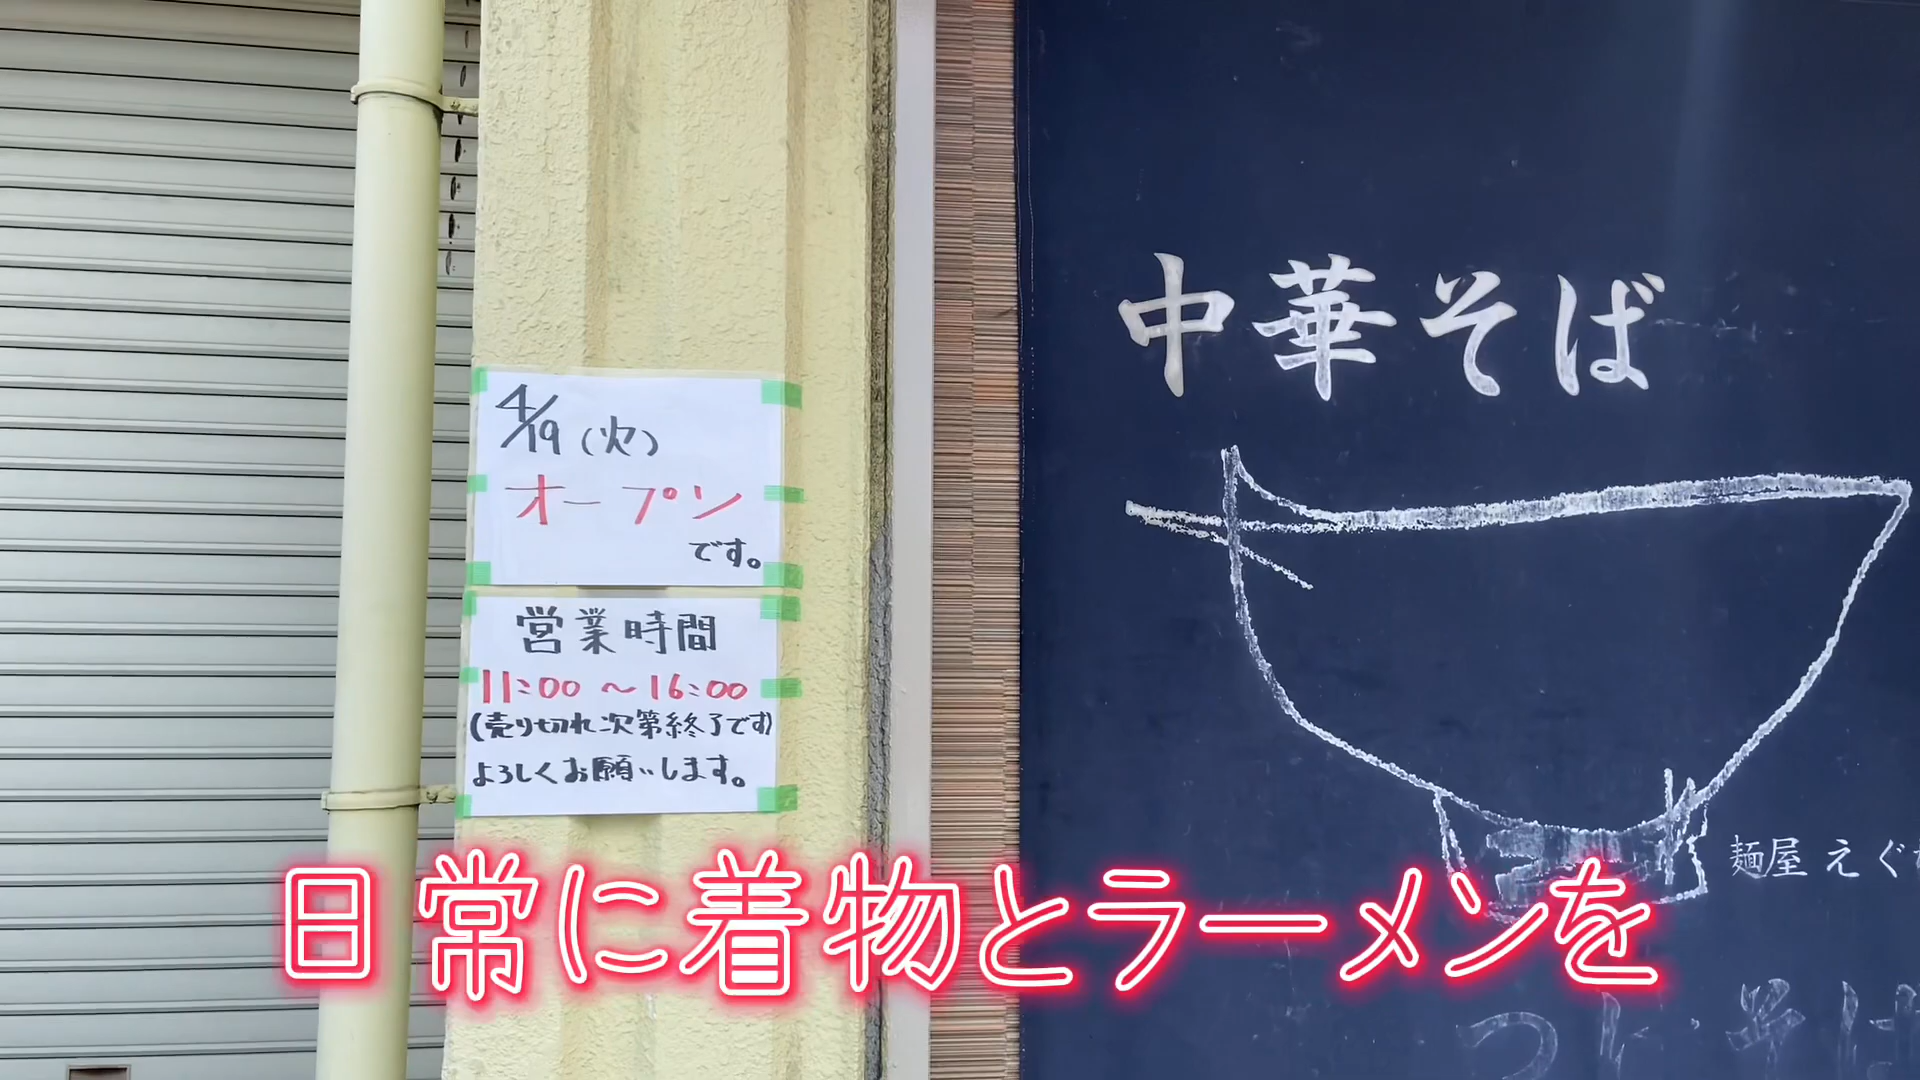 4/19(火)
オープン
です。
営業時間
11:00 ～ 16:00
(売り切れ次第終了です)
よろしくお願いします。
中華そば
麺屋 えぐ
日常に着物とラーメンを